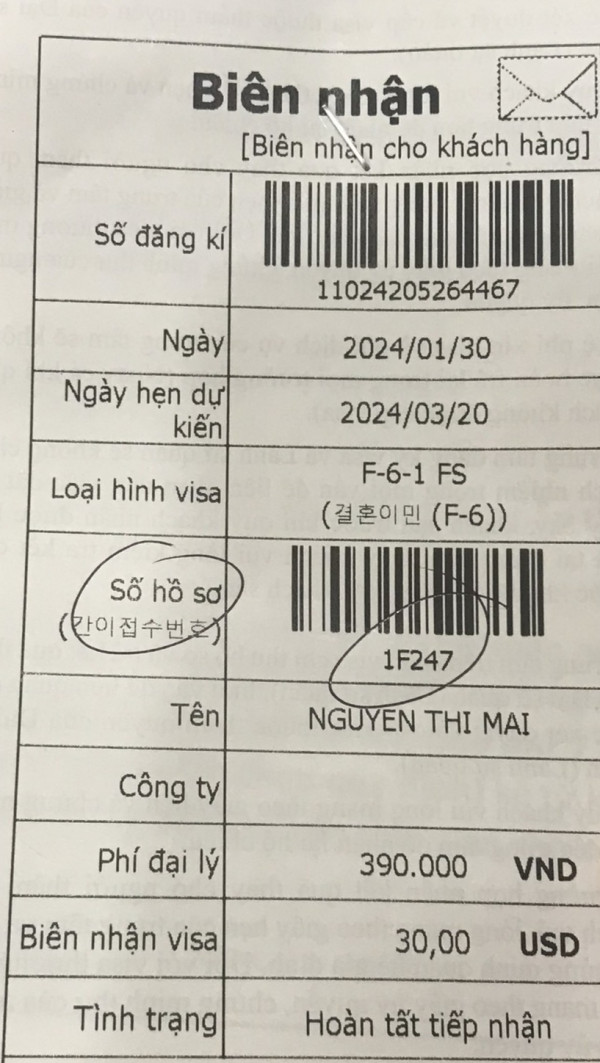 Biên nhận
[Biên nhận cho khách hàng]
Số đăng kí
11024205264467
Ngày 2024/01/30
Ngày hẹn dự kiến 2024/03/20
Loại hình visa F-6-1 FS
(결혼이민 (F-6))
Số hồ sơ
(간이접수번호)
1F247
Tên NGUYEN THI MAI
Công ty
Phí đại lý 390.000 VND
Biên nhận visa 30,00 USD
Tình trạng Hoàn tất tiếp nhận